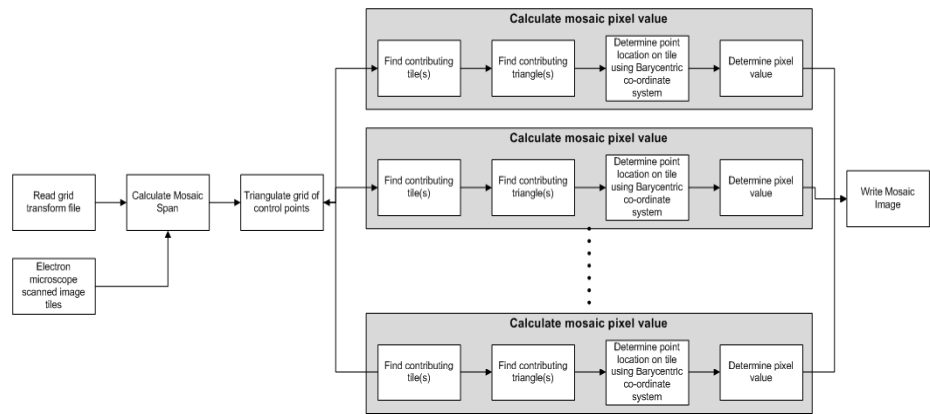 Calculate mosaic pixel value
Find contributing
tile(s)
Find contributing
triangle(s)
Determine point
location on tile
using Barycentric
co-ordinate
system
Determine pixel
value
Calculate mosaic pixel value
Find contributing
tile(s)
Find contributing
triangle(s)
Determine point
location on tile
using Barycentric
co-ordinate
system
Determine pixel
value
Read grid
transform file
Calculate Mosaic
Span
Triangulate grid of
control points
Write Mosaic
Image
Electron
microscope
scanned image
tiles
Calculate mosaic pixel value
Find contributing
tile(s)
Find contributing
triangle(s)
Determine point
location on tile
using Barycentric
co-ordinate
system
Determine pixel
value